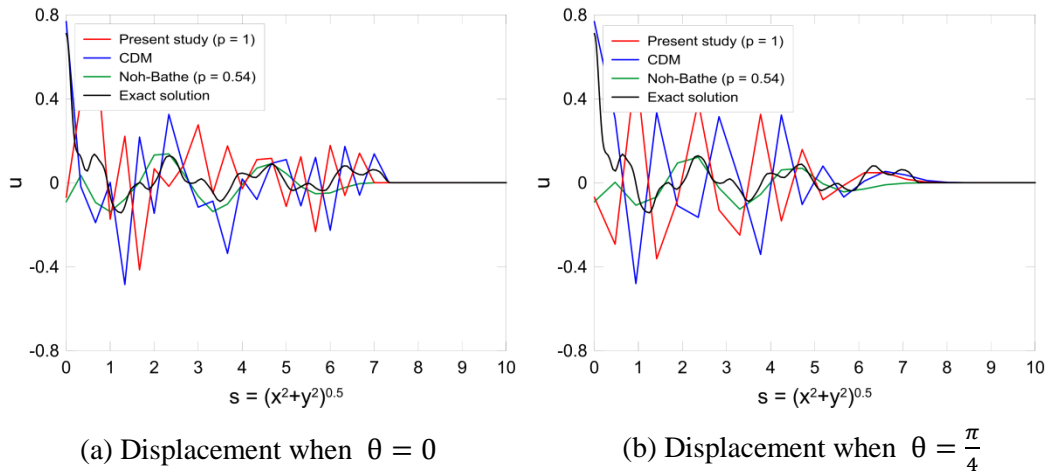 Present study (p = 1)
CDM
Noh-Bathe (p = 0.54)
Exact solution
0.8
0.4
0
-0.4
-0.8
u
0 1 2 3 4 5 6 7 8 9 10
s = (x²+y²)⁰·⁵
(a) Displacement when θ = 0
Present study (p = 1)
CDM
Noh-Bathe (p = 0.54)
Exact solution
0.8
0.4
0
-0.4
-0.8
u
0 1 2 3 4 5 6 7 8 9 10
s = (x²+y²)⁰·⁵
(b) Displacement when θ = π/4